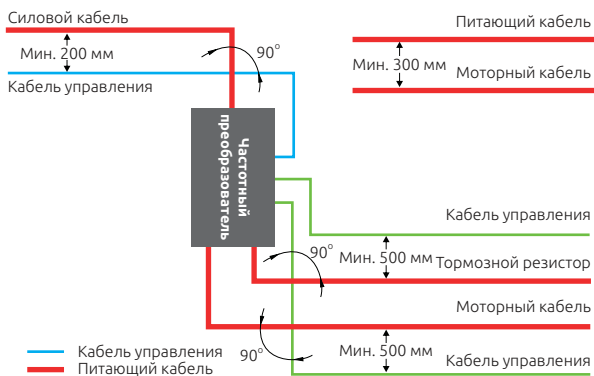 Силовой кабель
Мин. 200 мм
90°
Кабель управления
Питающий кабель
Мин. 300 мм
Моторный кабель
Частотный
преобразователь
Кабель управления
90°
Мин. 500 мм
Тормозной резистор
Моторный кабель
90°
Мин. 500 мм
Кабель управления
Кабель управления
Питающий кабель